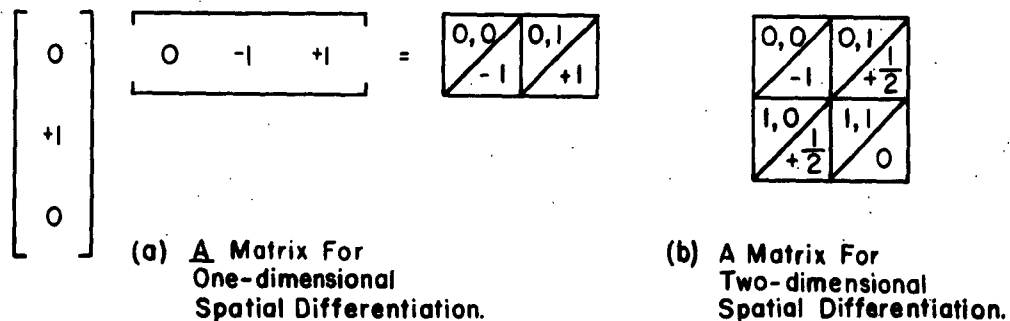 0
+1
0
0 -1 +1
=
0,0 0,1
-1 +1
(a) A Matrix For
One-dimensional
Spatial Differentiation.
0,0 0,1
-1 +1/2
1,0 1,1
+1/2 0
(b) A Matrix For
Two-dimensional
Spatial Differentiation.